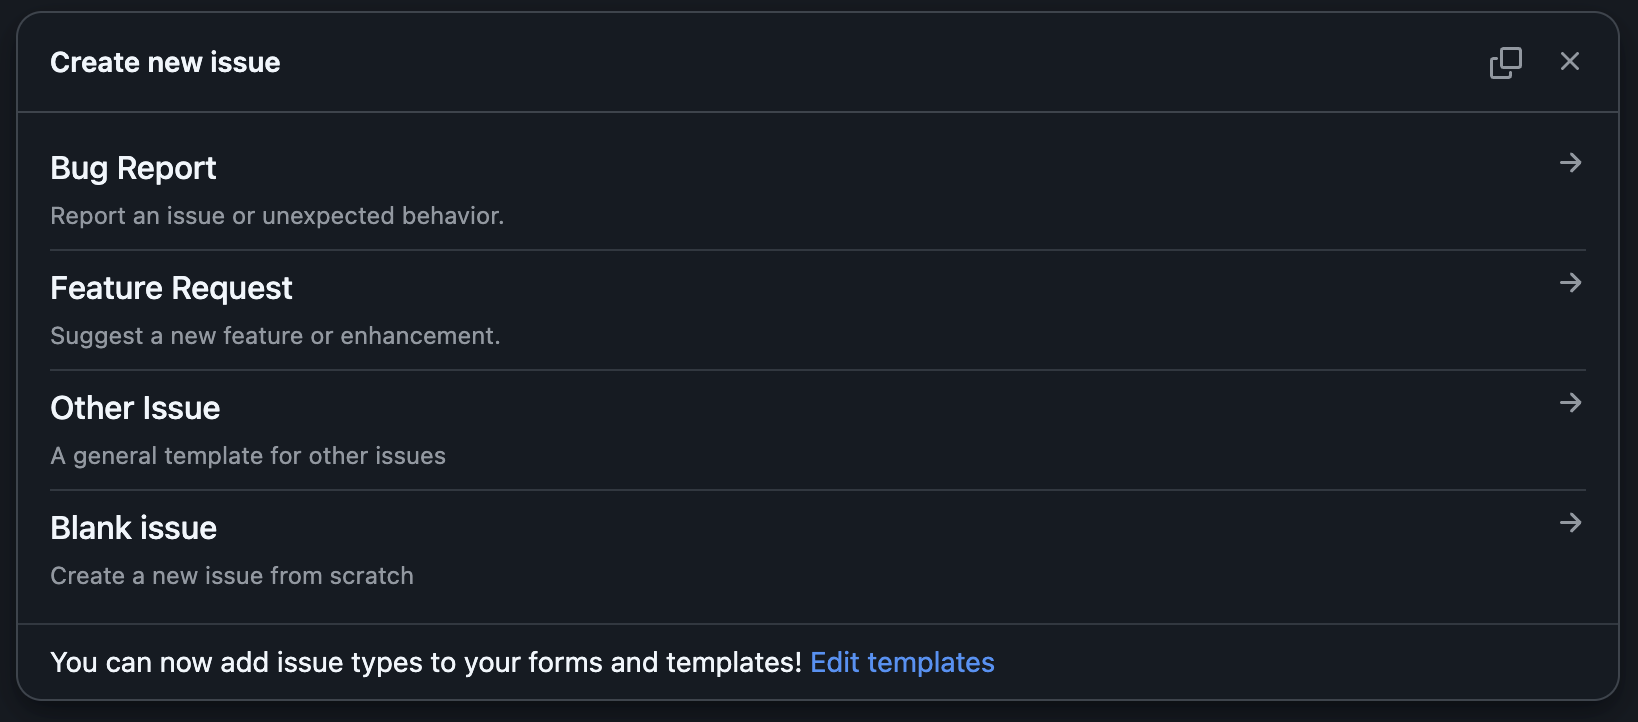 Create new issue
Bug Report
Report an issue or unexpected behavior.
Feature Request
Suggest a new feature or enhancement.
Other Issue
A general template for other issues
Blank issue
Create a new issue from scratch
You can now add issue types to your forms and templates! Edit templates